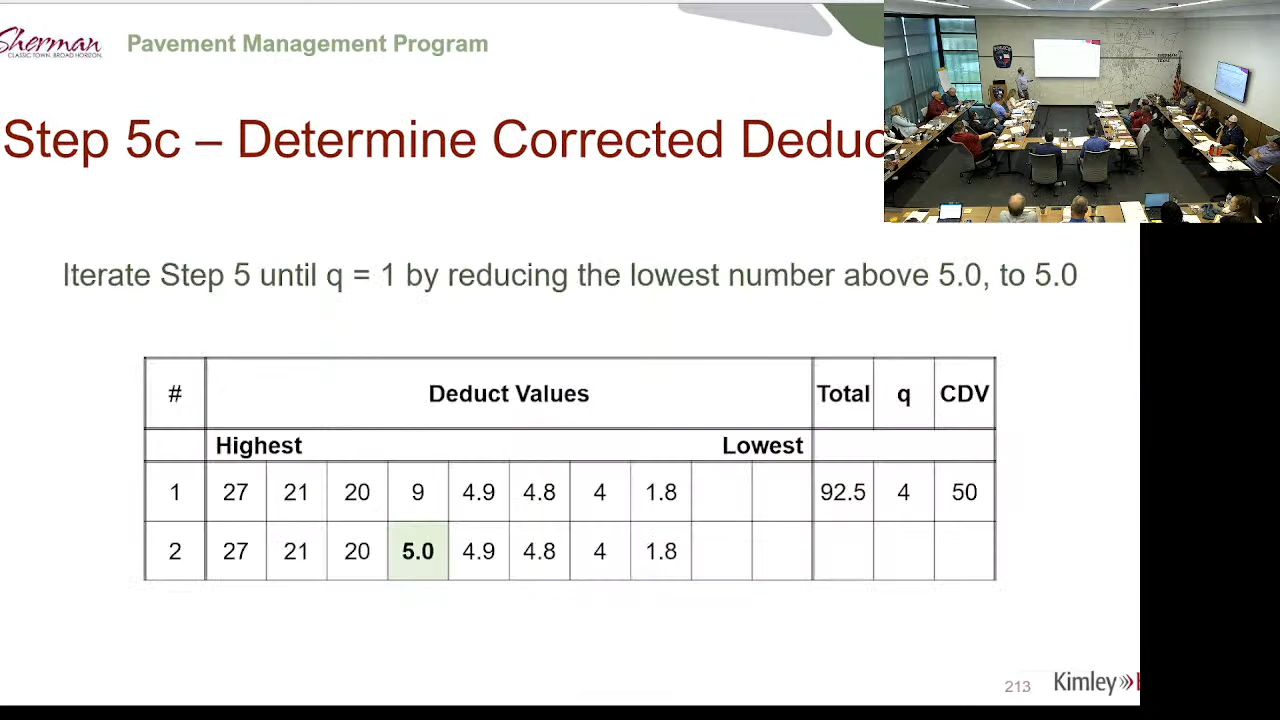 Sherman
CLASSIC TOWN. BROAD HORIZON.
Pavement Management Program
Step 5c – Determine Corrected Deduc
Iterate Step 5 until q = 1 by reducing the lowest number above 5.0, to 5.0
# Deduct Values Total q CDV
Highest Lowest
1 27 21 20 9 4.9 4.8 4 1.8 92.5 4 50
2 27 21 20 5.0 4.9 4.8 4 1.8
213 Kimley»